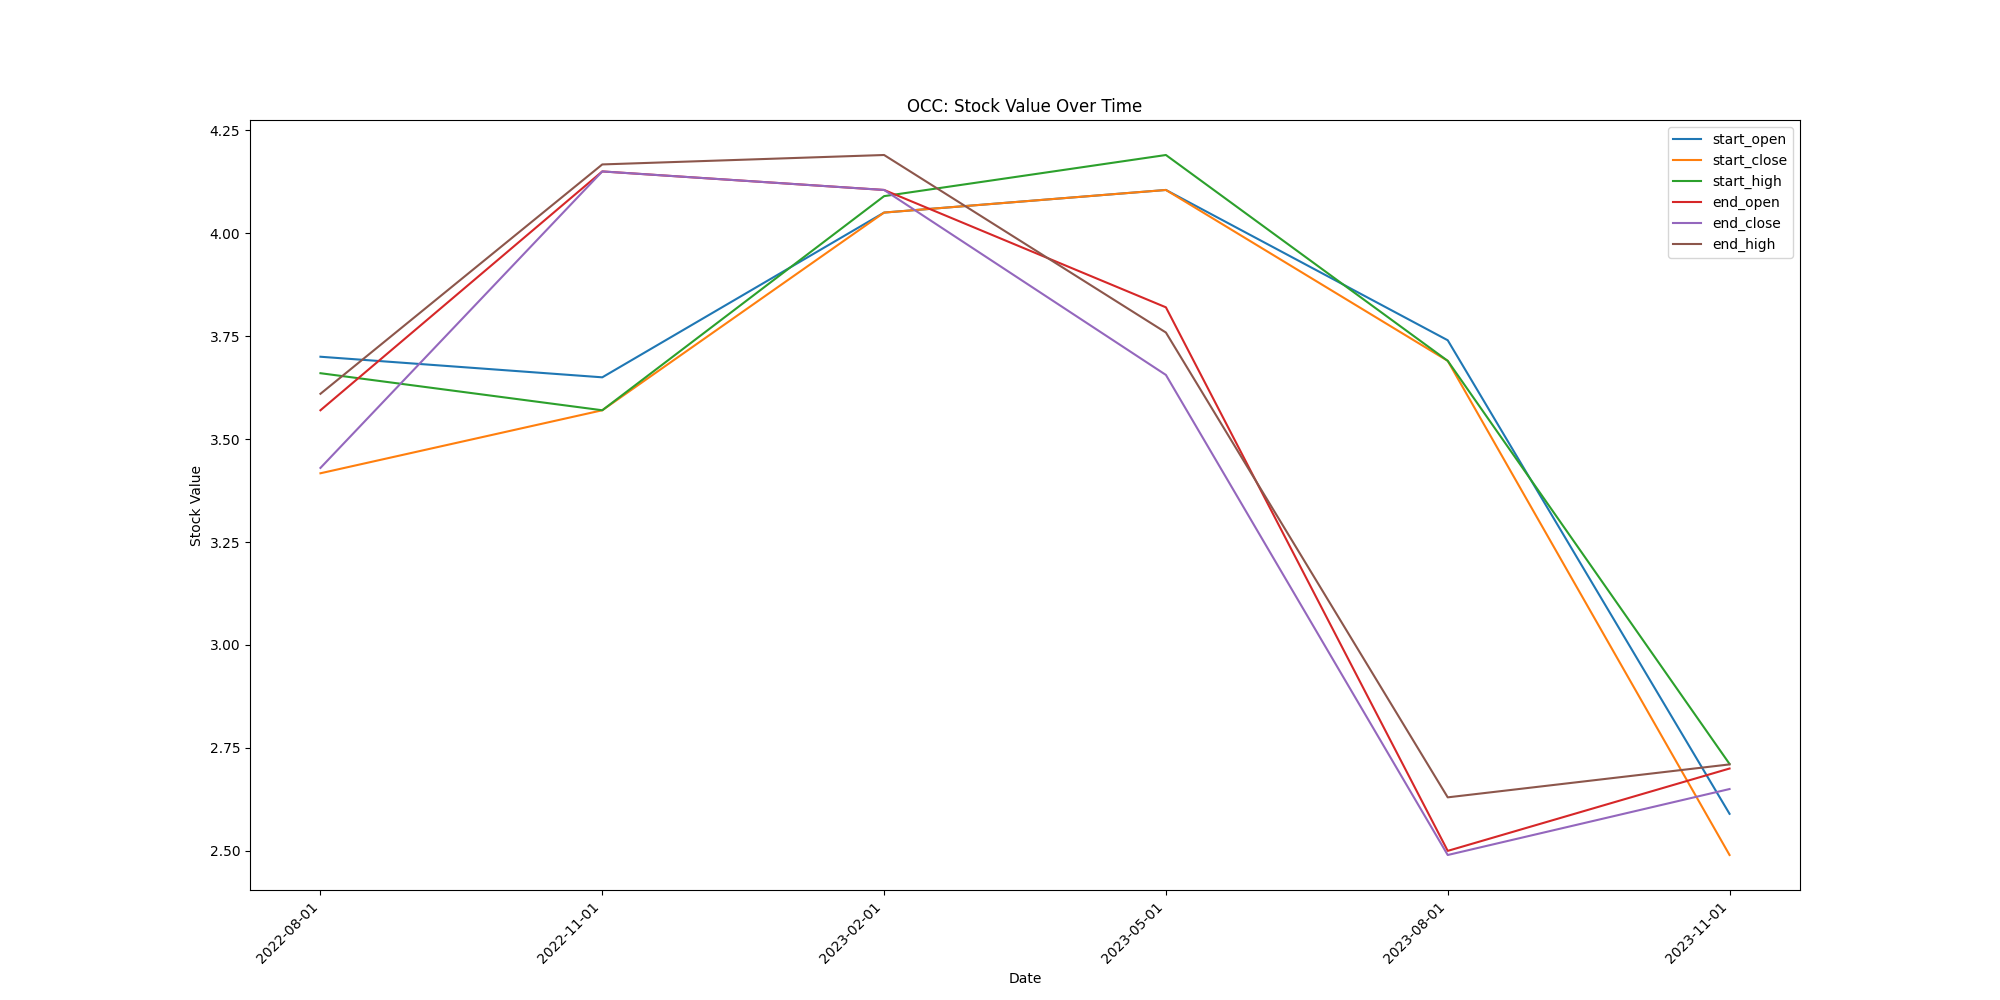 OCC: Stock Value Over Time
4.25
4.00
3.75
3.50
3.25
3.00
2.75
2.50
Stock Value
start_open
start_close
start_high
end_open
end_close
end_high
2022-08-01
2022-11-01
2023-02-01
2023-05-01
2023-08-01
2023-11-01
Date